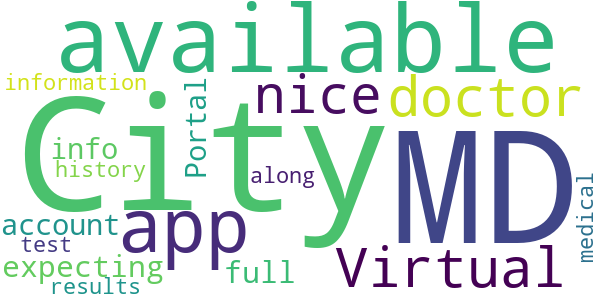 available
information
City
MD
nice
doctor
Portal
info
history
along
medical
account
app
test
Virtual
expecting
full
results